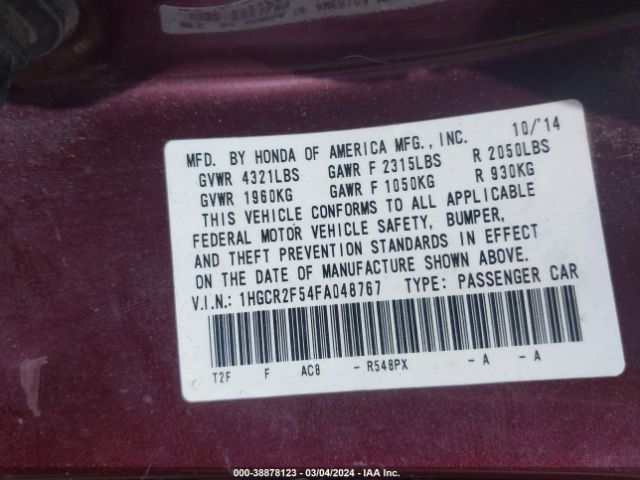 MFD. BY HONDA OF AMERICA MFG., INC. 10/'14
GVWR 4321LBS GAWR F 2315LBS R 2050LBS
GVWR 1960KG GAWR F 1050KG R 930KG
THIS VEHICLE CONFORMS TO ALL APPLICABLE
FEDERAL MOTOR VEHICLE SAFETY, BUMPER,
AND THEFT PREVENTION STANDARDS IN EFFECT
ON THE DATE OF MANUFACTURE SHOWN ABOVE.
V.I.N.: 1HGCR2F54FA048767 TYPE: PASSENGER CAR
T2F F AC8 - R548PX - A - A
00-38878123 - 03/04/2024 - IAA Inc.